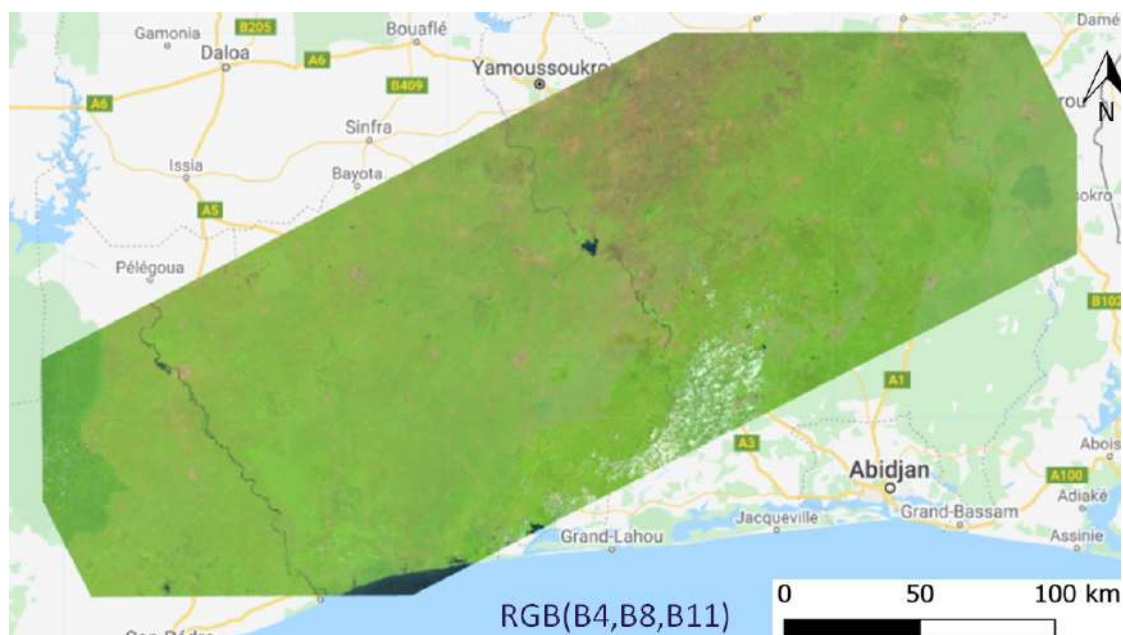 Gamonia
B205
Daloa
A6
Bouaflé
Damé
Yamoussoukro
A6
B409
N
Sinfra
Issia
Bayota
A5
Pélégoua
B102
A1
A3
Abidjan
Abois
A100
Adiaké
Grand-Bassam
Jacqueville
Grand-Lahou
Assinie
RGB(B4,B8,B11)
0 50 100 km